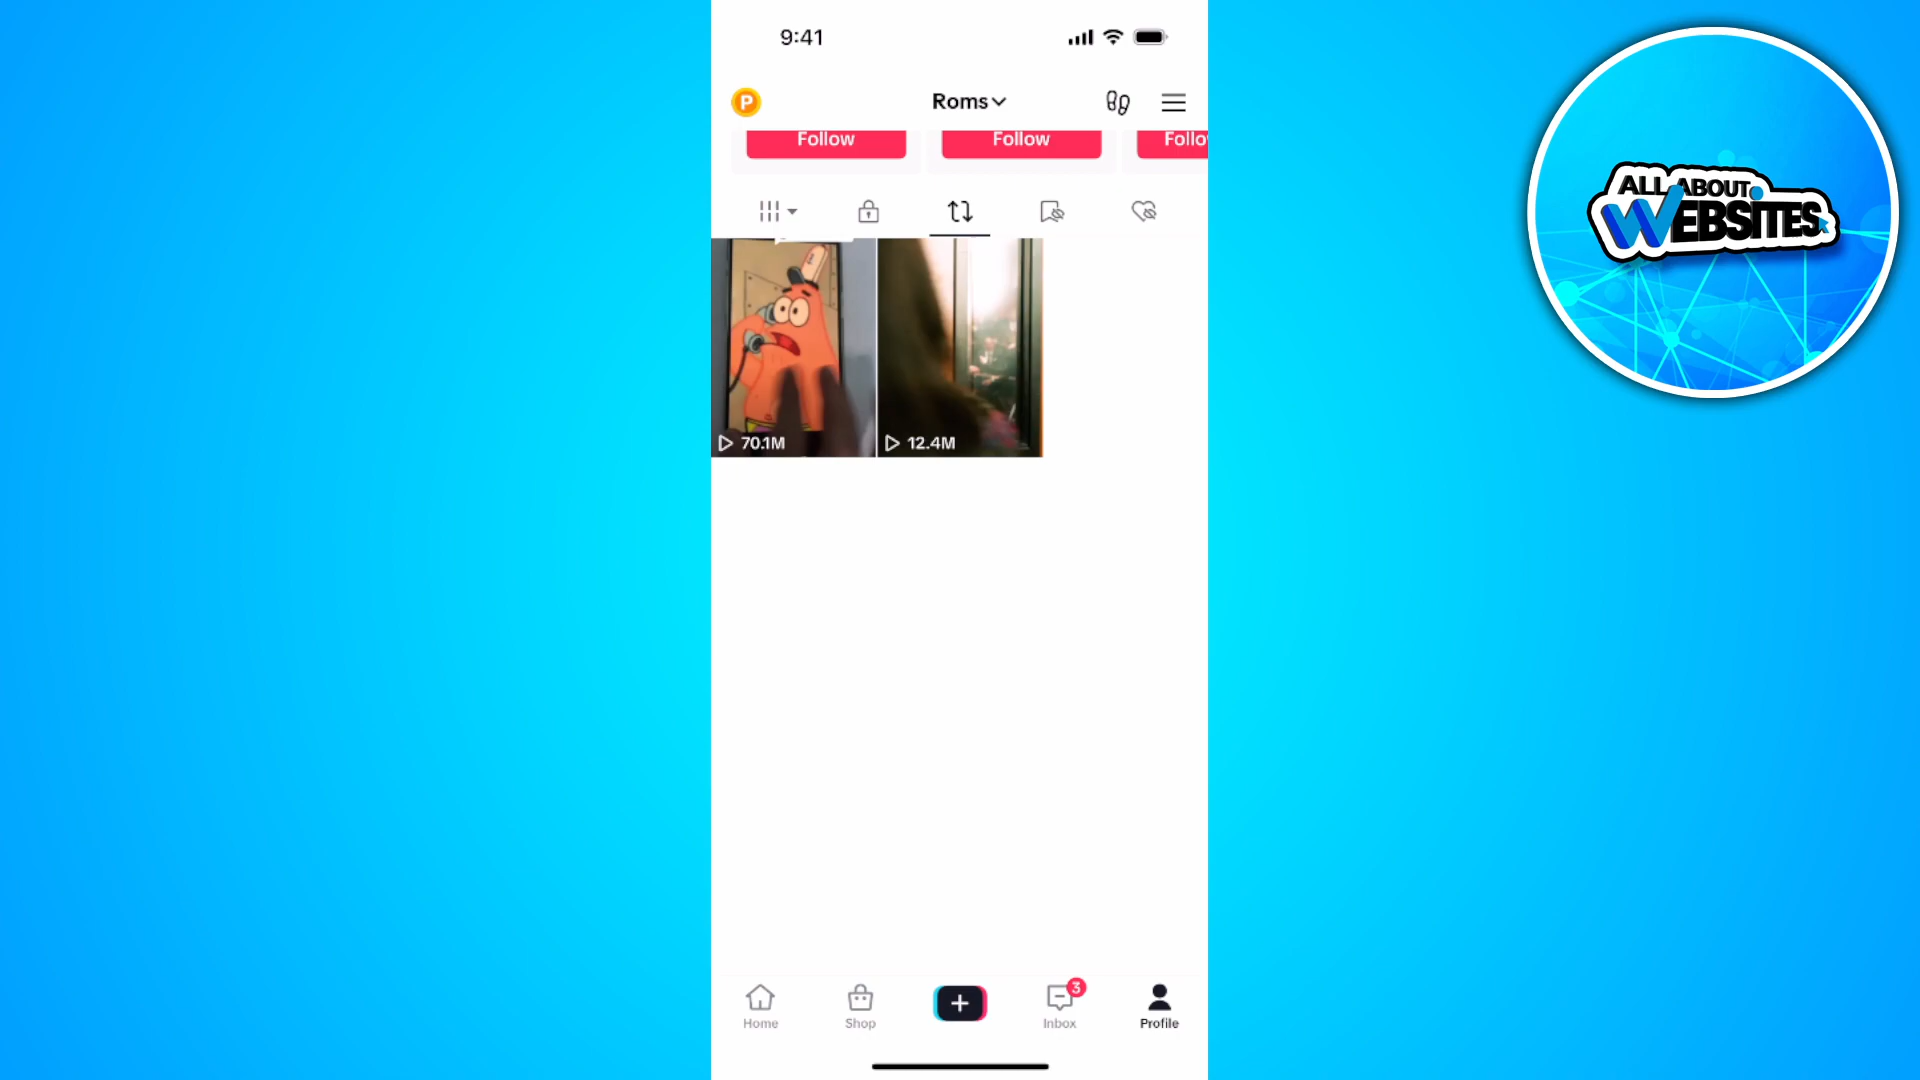 9:41
P
Roms
Follow
Follow
Follo
70.1M
12.4M
Home
Shop
3
Inbox
Profile
ALL ABOUT
WEBSITES